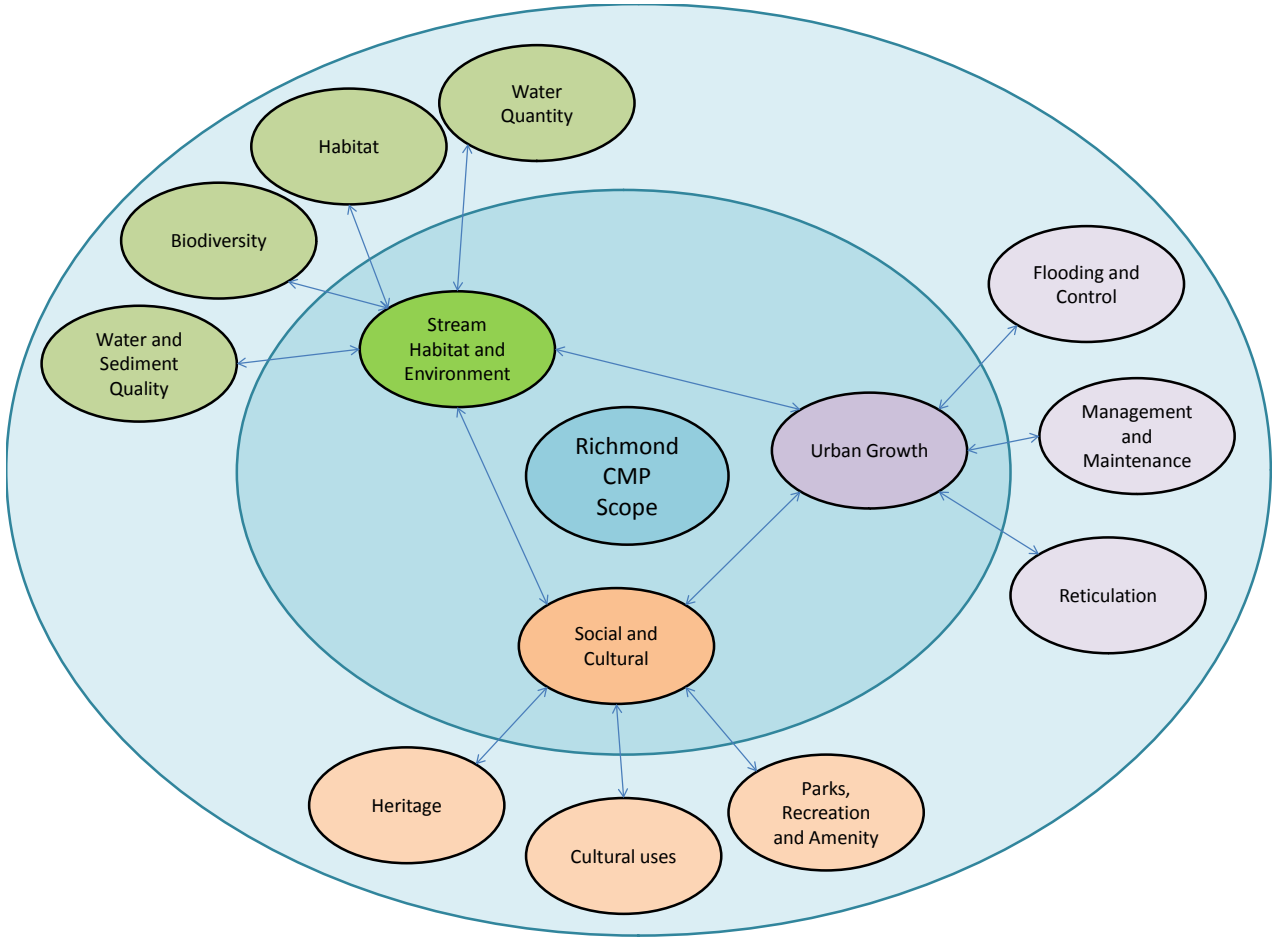 Water
Quantity
Habitat
Biodiversity
Water and
Sediment
Quality
Stream
Habitat and
Environment
Flooding and
Control
Management
and
Maintenance
Urban Growth
Richmond
CMP
Scope
Reticulation
Social and
Cultural
Heritage
Cultural uses
Parks,
Recreation
and Amenity